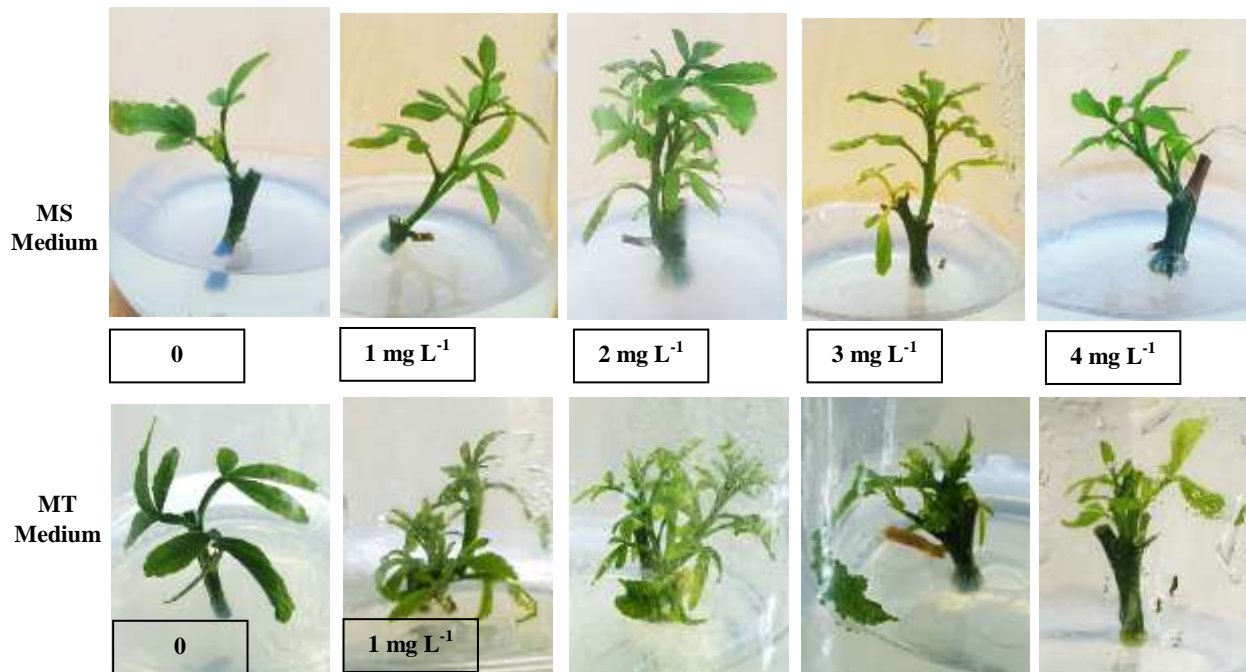 MS
Medium
0
1 mg L⁻¹
2 mg L⁻¹
3 mg L⁻¹
4 mg L⁻¹
MT
Medium
0
1 mg L⁻¹